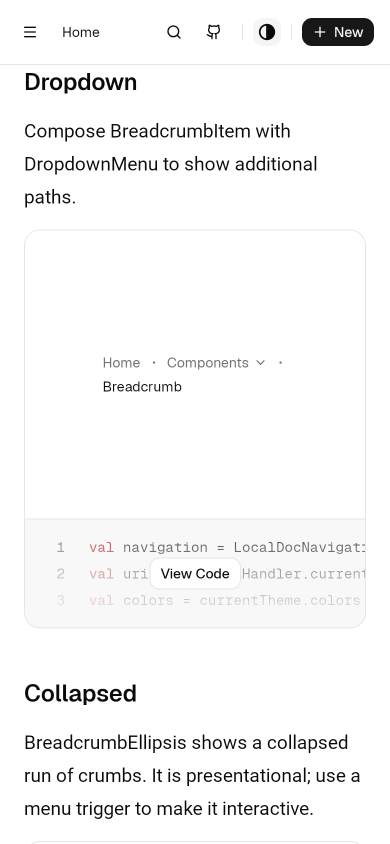 Home
New
Dropdown
Compose BreadcrumbItem with
DropdownMenu to show additional
paths.
Home · Components ·
Breadcrumb
1 val navigation = LocalDocNavigati
2 val uri View Code Handler.current
3 val colors = currentTheme.colors
Collapsed
BreadcrumbEllipsis shows a collapsed
run of crumbs. It is presentational; use a
menu trigger to make it interactive.